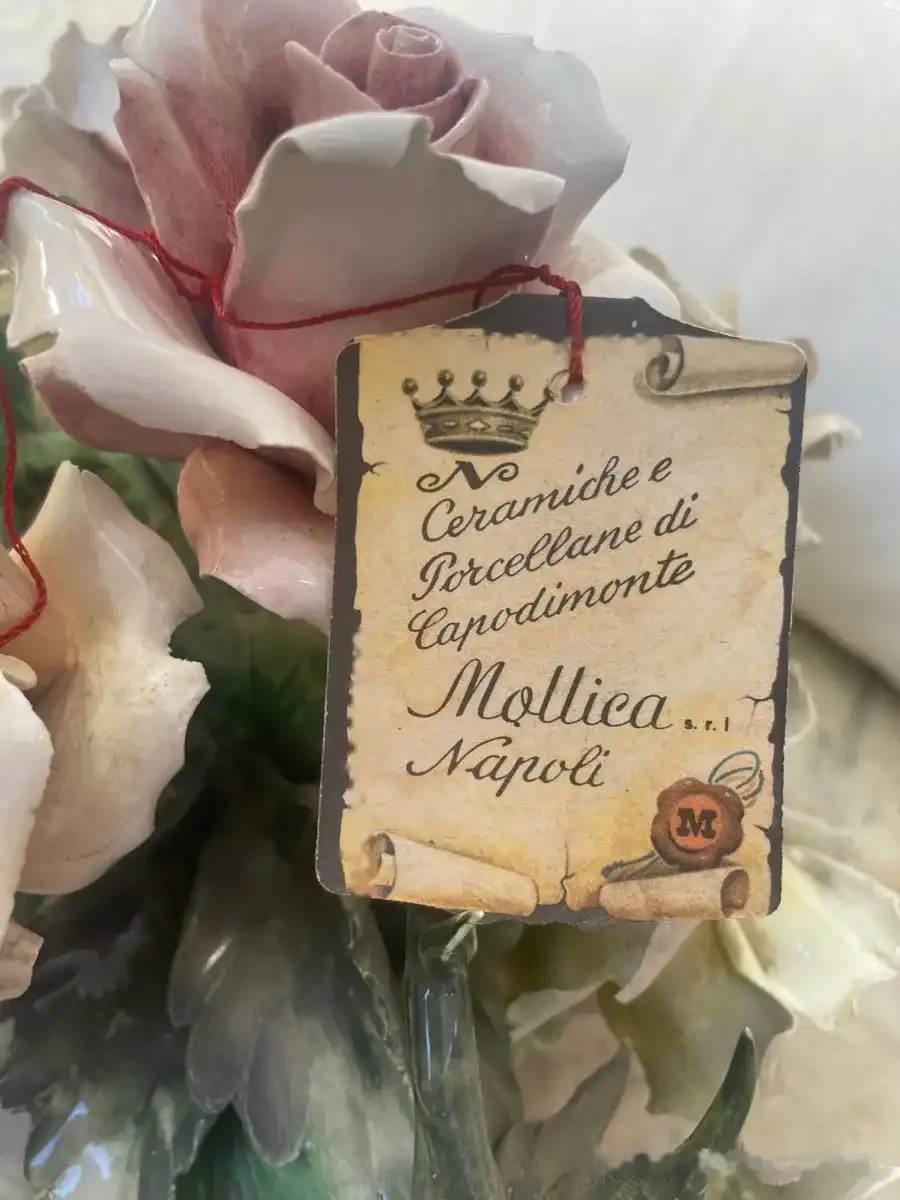 N
Ceramiche e
Porcellane di
Capodimonte
Mollica s.r.l
Napoli
M